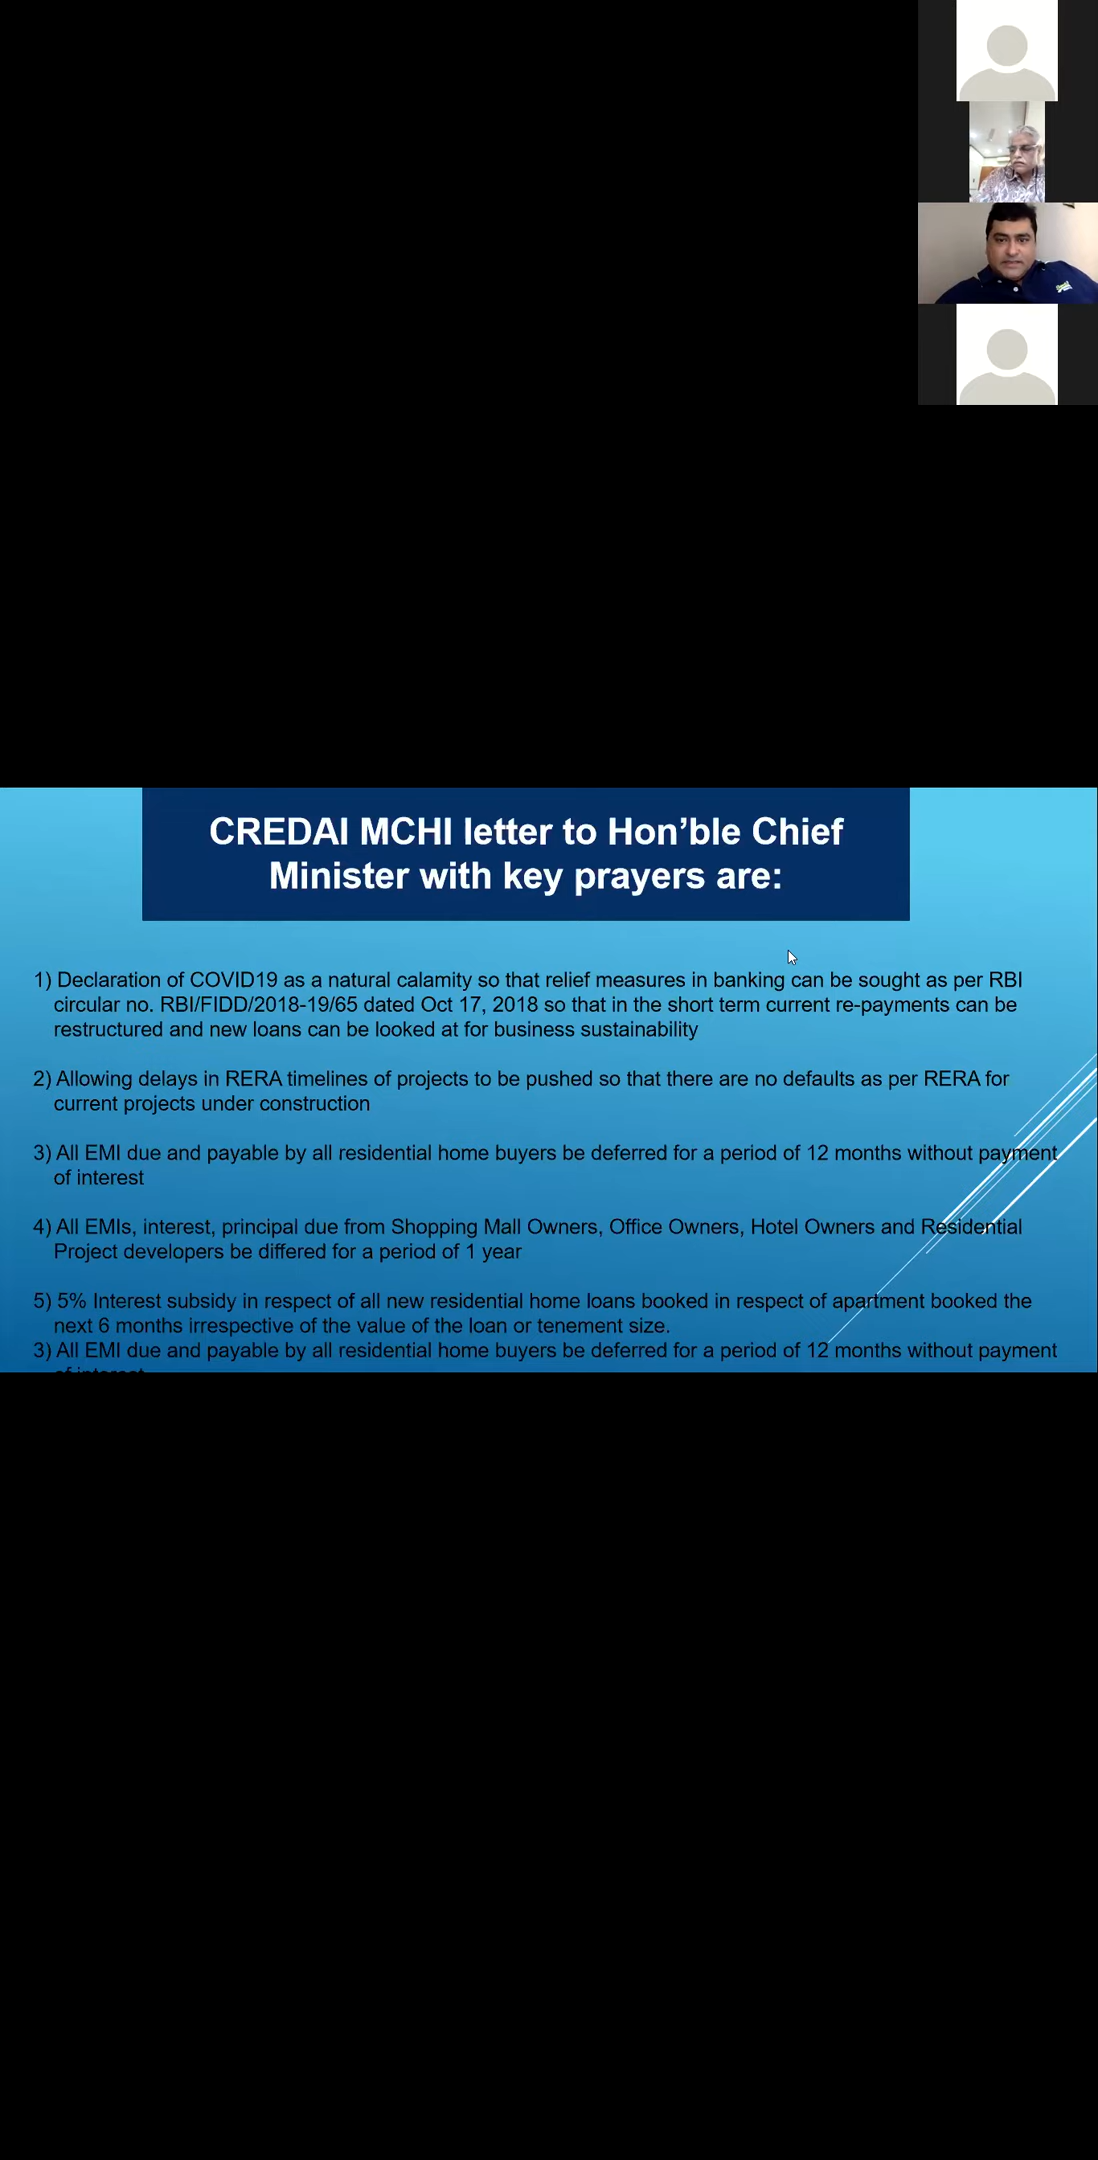 CREDAI MCHI letter to Hon’ble Chief
Minister with key prayers are:
1) Declaration of COVID19 as a natural calamity so that relief measures in banking can be sought as per RBI
circular no. RBI/FIDD/2018-19/65 dated Oct 17, 2018 so that in the short term current re-payments can be
restructured and new loans can be looked at for business sustainability
2) Allowing delays in RERA timelines of projects to be pushed so that there are no defaults as per RERA for
current projects under construction
3) All EMI due and payable by all residential home buyers be deferred for a period of 12 months without payment
of interest
4) All EMIs, interest, principal due from Shopping Mall Owners, Office Owners, Hotel Owners and Residential
Project developers be differed for a period of 1 year
5) 5% Interest subsidy in respect of all new residential home loans booked in respect of apartment booked the
next 6 months irrespective of the value of the loan or tenement size.
3) All EMI due and payable by all residential home buyers be deferred for a period of 12 months without payment
of interest